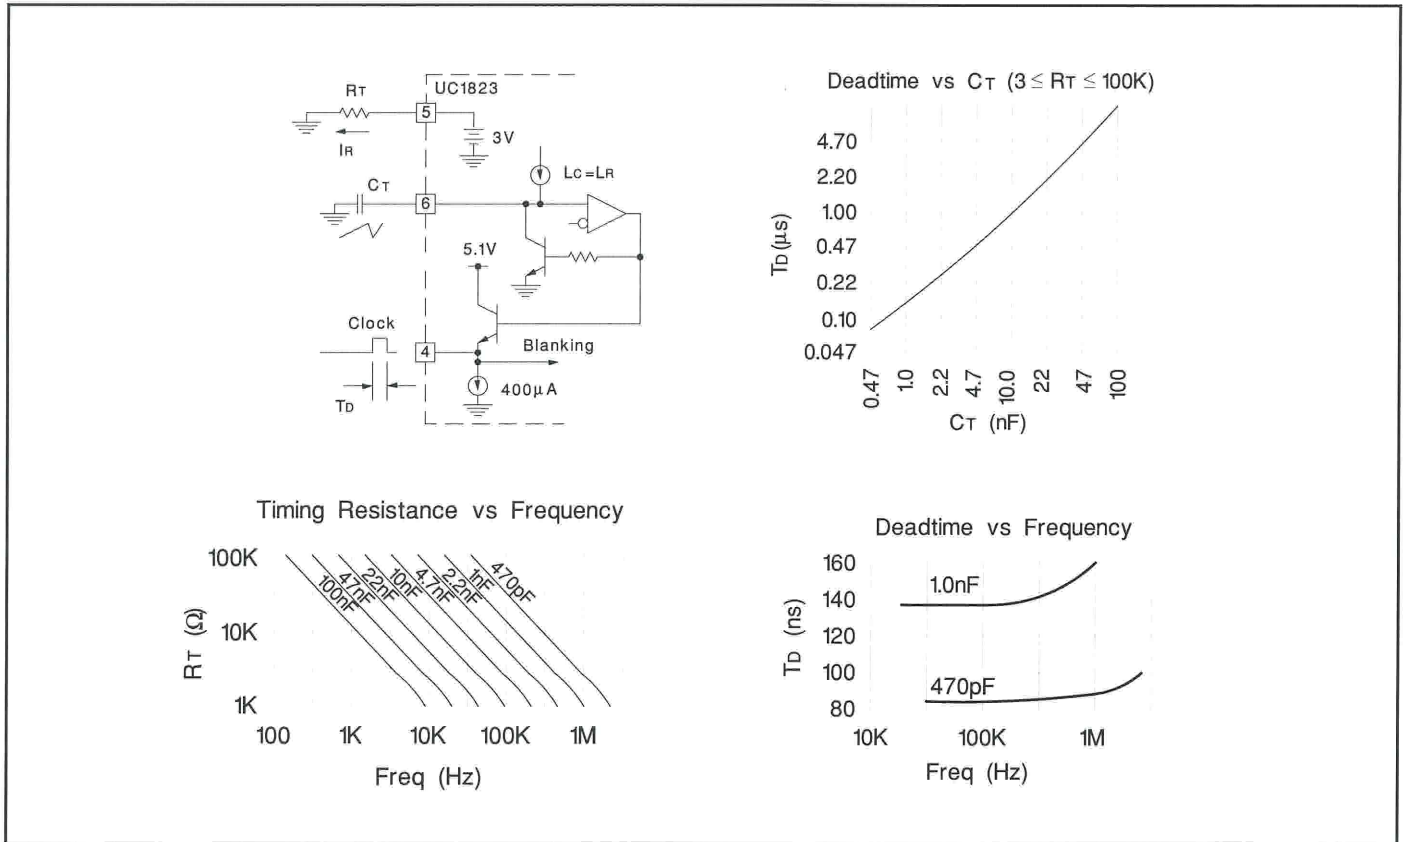 UC1823
RT
5
IR
3V
CT
6
Lc=LR
5.1V
Clock
4
Blanking
TD
400µA
Deadtime vs CT (3 ≤ RT ≤ 100K)
TD (µs)
4.70
2.20
1.00
0.47
0.22
0.10
0.047
0.47
1.0
2.2
4.7
10.0
22
47
100
CT (nF)
Timing Resistance vs Frequency
RT (Ω)
100K
10K
1K
100nF
47nF
22nF
10nF
4.7nF
2.2nF
1nF
470pF
100
1K
10K
100K
1M
Freq (Hz)
Deadtime vs Frequency
TD (ns)
160
140
120
100
80
1.0nF
470pF
10K
100K
1M
Freq (Hz)